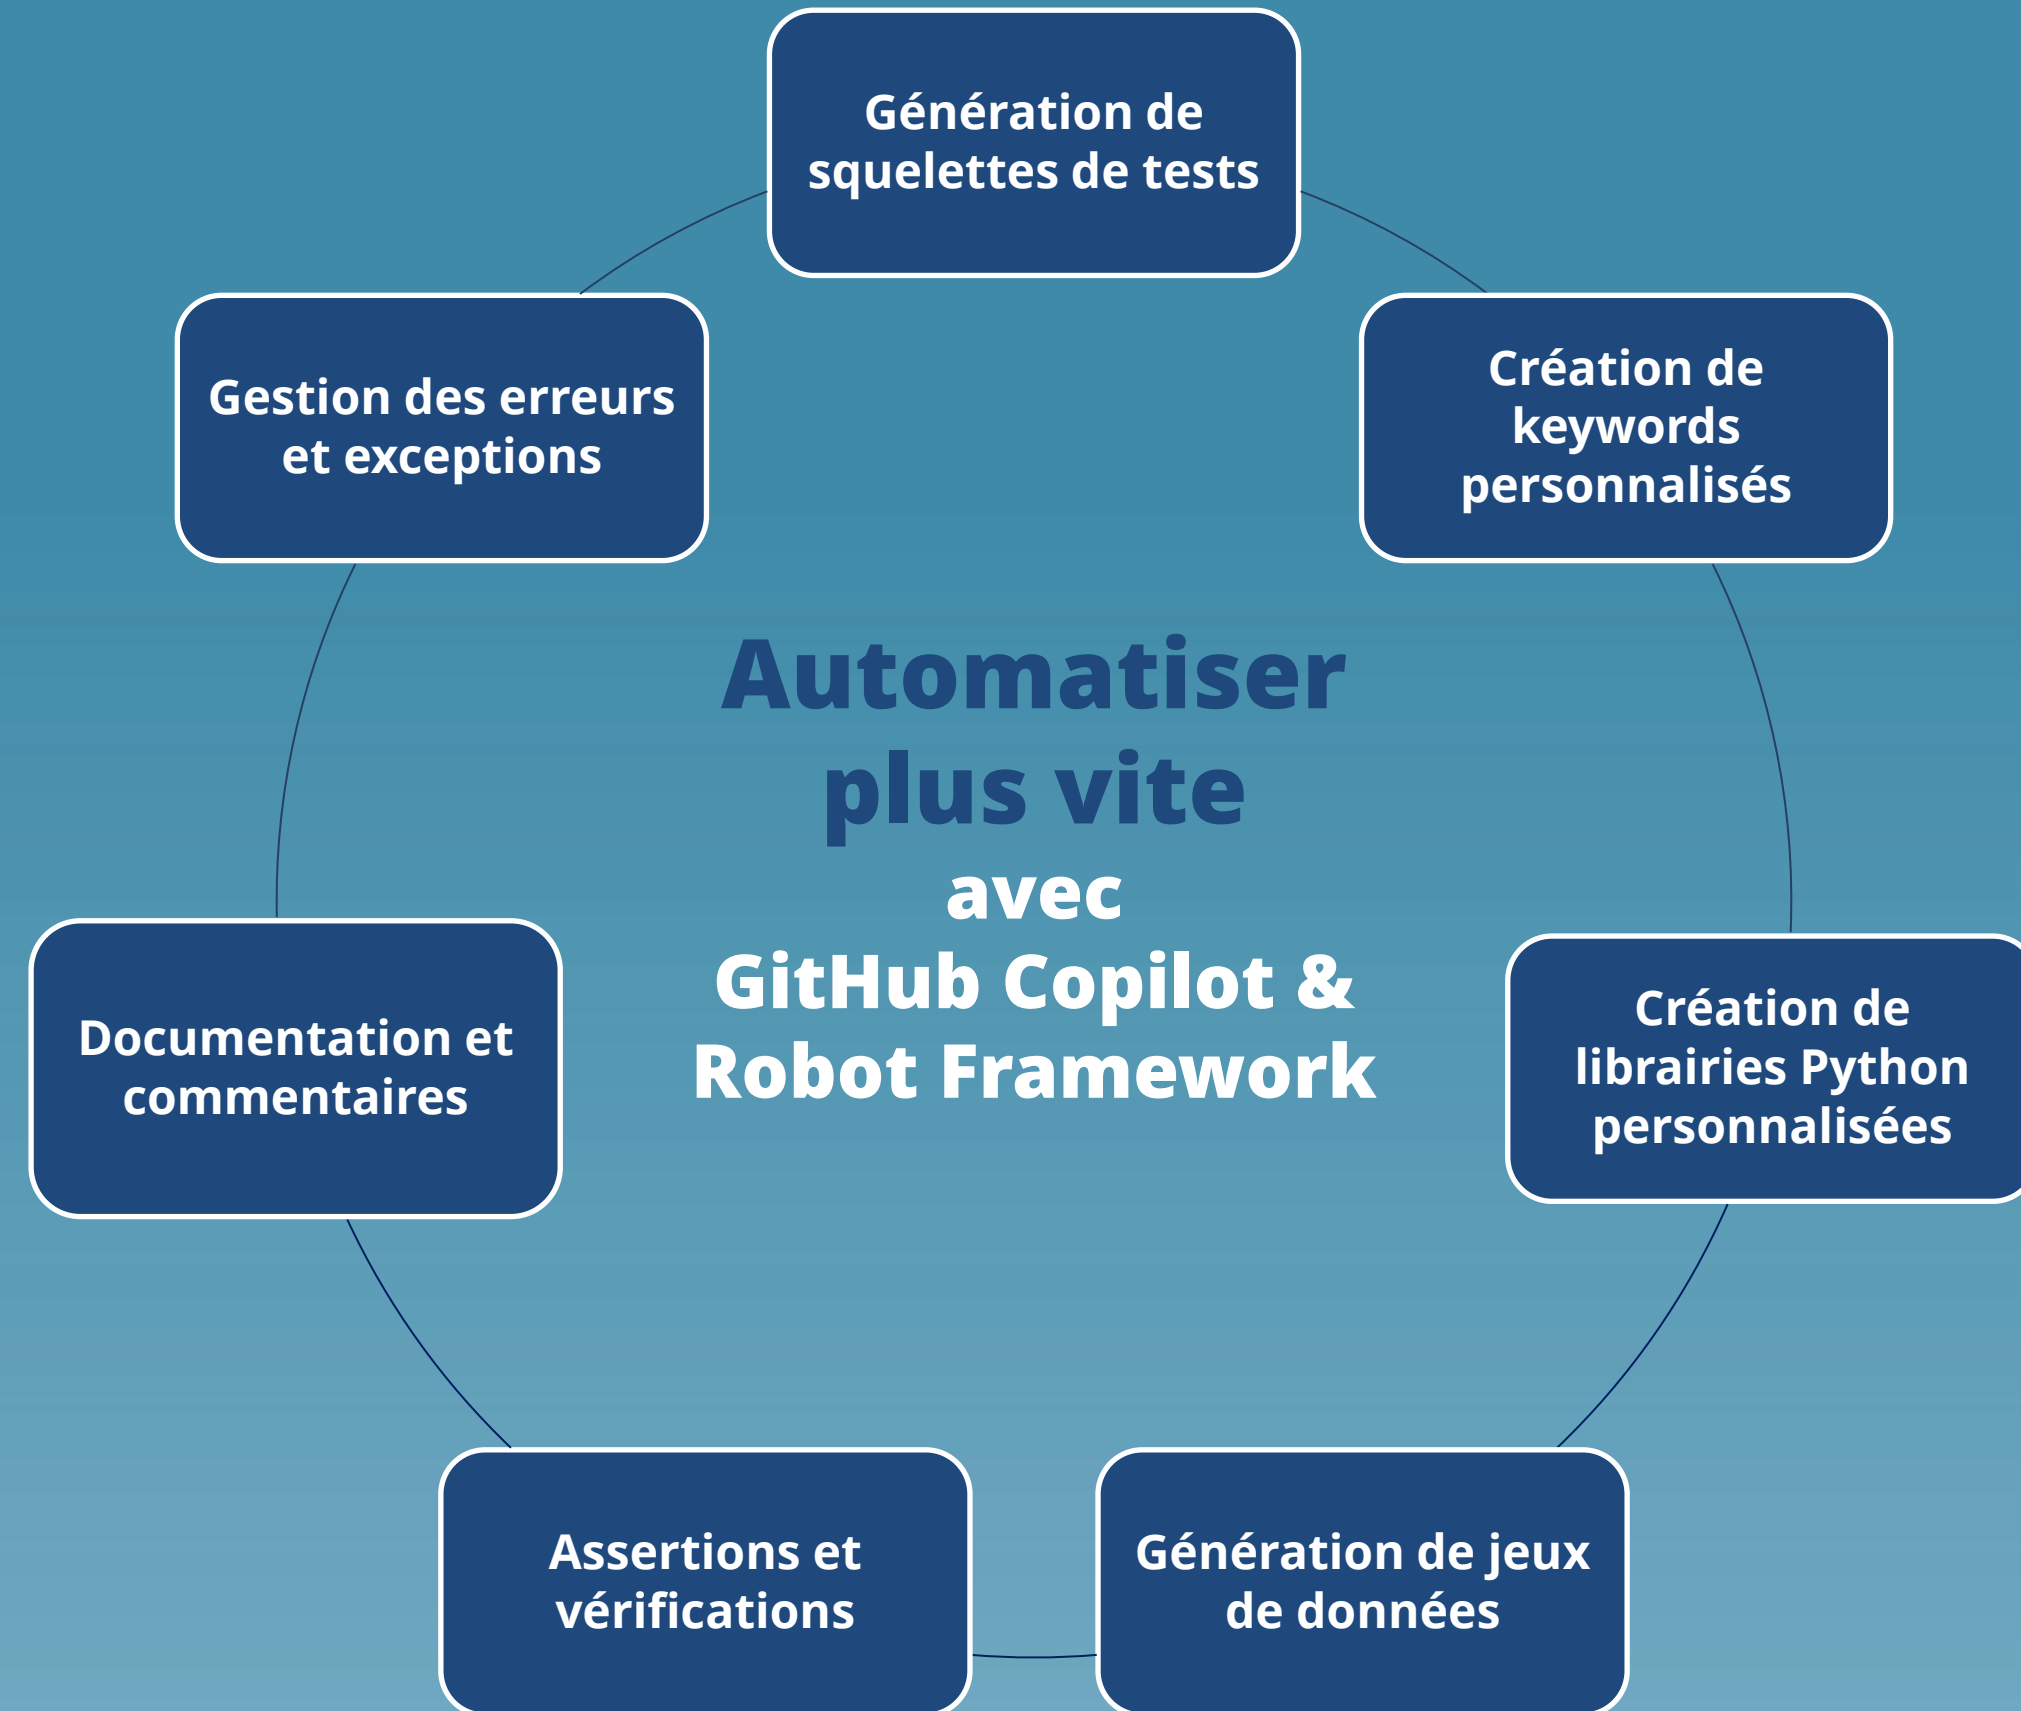 Génération de
squelettes de tests
Gestion des erreurs
et exceptions
Création de
keywords
personnalisés
Automatiser
plus vite
avec
GitHub Copilot &
Robot Framework
Documentation et
commentaires
Création de
librairies Python
personnalisées
Assertions et
vérifications
Génération de jeux
de données